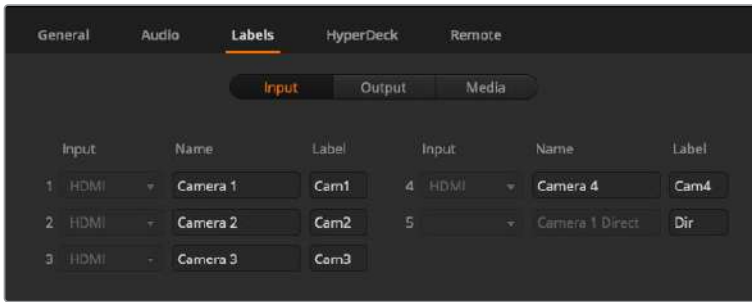 General Audio Labels HyperDeck Remote
Input Output Media
Input Name Label Input Name Label
1 HDMI Camera 1 Cam1 4 HDMI Camera 4 Cam4
2 HDMI Camera 2 Cam2 5 Camera 1 Direct Dir
3 HDMI Camera 3 Cam3